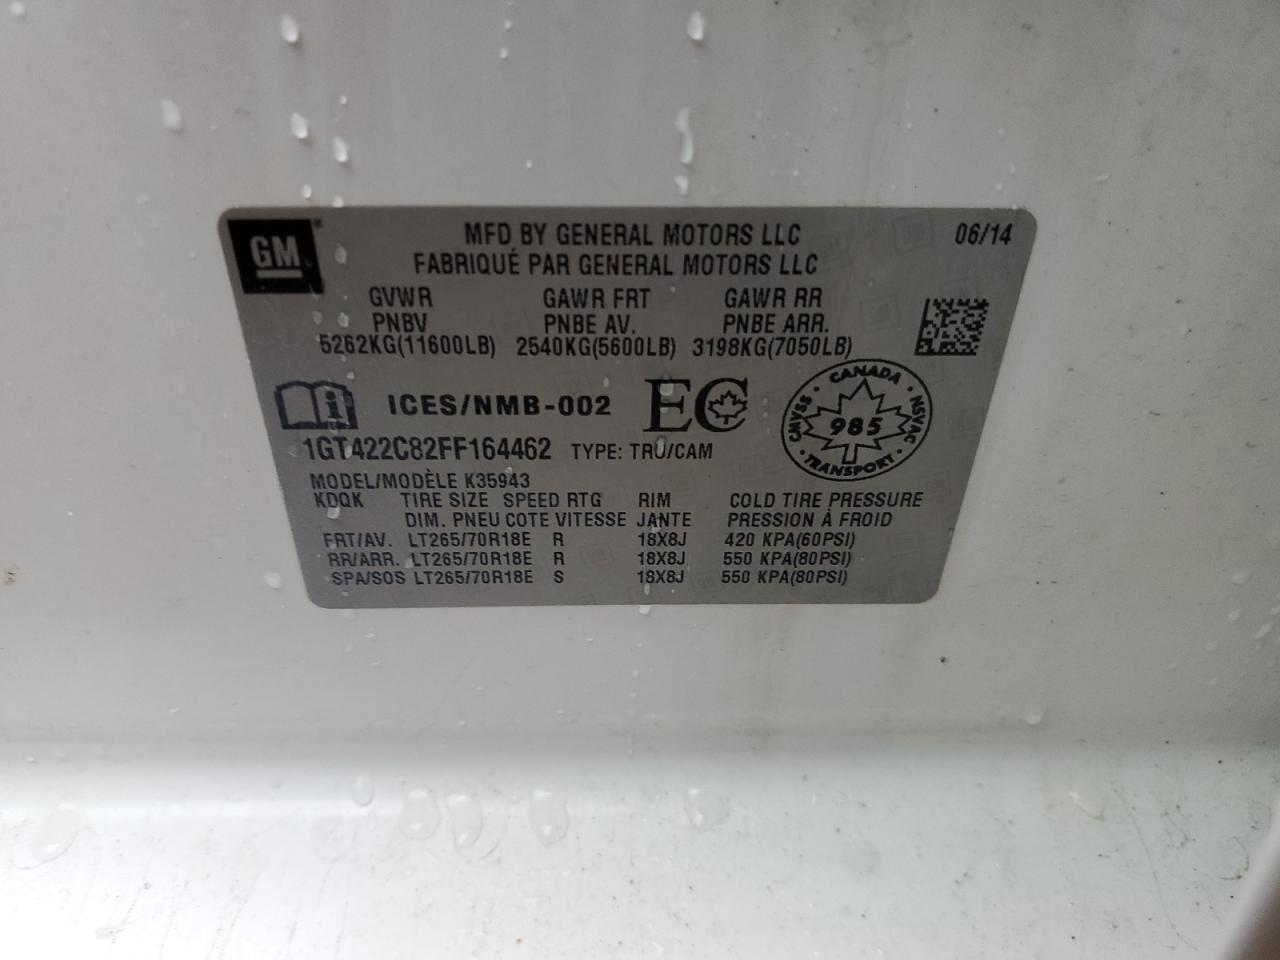 GM
MFD BY GENERAL MOTORS LLC 06/14
FABRIQUÉ PAR GENERAL MOTORS LLC
GVWR GAWR FRT GAWR RR
PNBV PNBE AV. PNBE ARR.
5262KG(11600LB) 2540KG(5600LB) 3198KG(7050LB)
ICES/NMB-002 EC
CANADA CMVSS 985 NSVAC TRANSPORT
1GT422C82FF164462 TYPE: TRU/CAM
MODEL/MODÈLE K35943
KDQK TIRE SIZE SPEED RTG RIM COLD TIRE PRESSURE
DIM. PNEU COTE VITESSE JANTE PRESSION À FROID
FRT/AV. LT265/70R18E R 18X8J 420 KPA(60PSI)
RR/ARR. LT265/70R18E R 18X8J 550 KPA(80PSI)
SPA/SOS LT265/70R18E S 18X8J 550 KPA(80PSI)